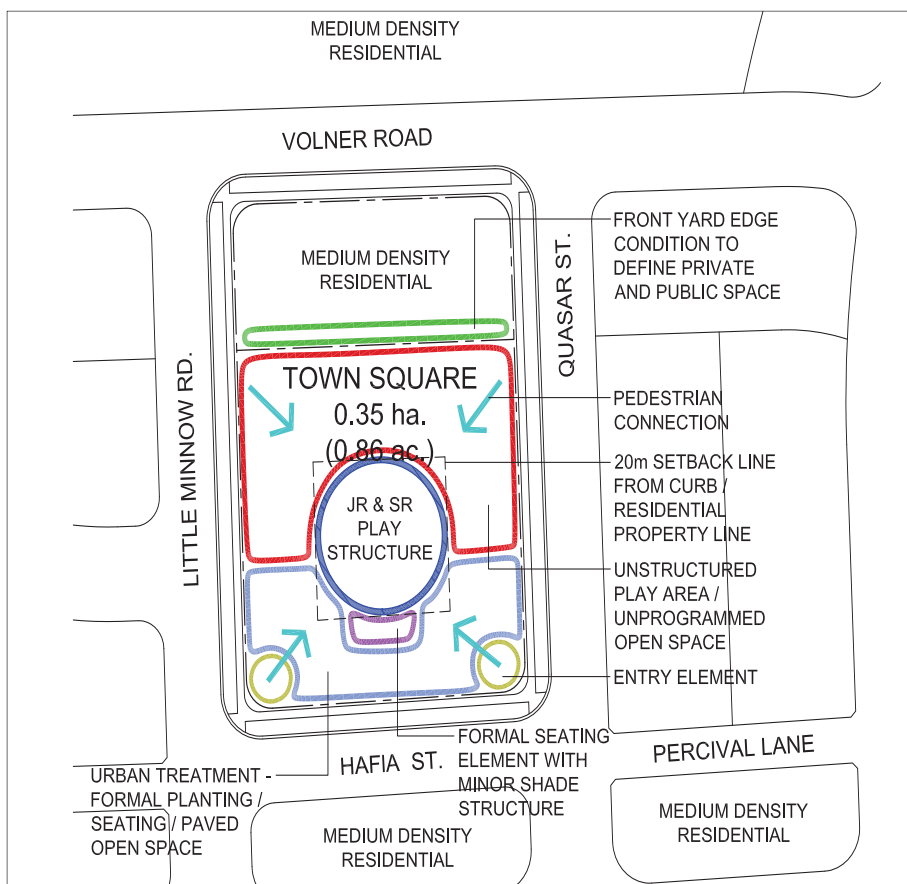 MEDIUM DENSITY
RESIDENTIAL
VOLNER ROAD
MEDIUM DENSITY
RESIDENTIAL
FRONT YARD EDGE
CONDITION TO
DEFINE PRIVATE
AND PUBLIC SPACE
QUASAR ST.
LITTLE MINNOW RD.
TOWN SQUARE
0.35 ha.
(0.86 ac.)
PEDESTRIAN
CONNECTION
20m SETBACK LINE
FROM CURB /
RESIDENTIAL
PROPERTY LINE
JR & SR
PLAY
STRUCTURE
UNSTRUCTURED
PLAY AREA /
UNPROGRAMMED
OPEN SPACE
ENTRY ELEMENT
FORMAL SEATING
ELEMENT WITH
MINOR SHADE
STRUCTURE
HAFIA ST.
PERCIVAL LANE
URBAN TREATMENT -
FORMAL PLANTING /
SEATING / PAVED
OPEN SPACE
MEDIUM DENSITY
RESIDENTIAL
MEDIUM DENSITY
RESIDENTIAL